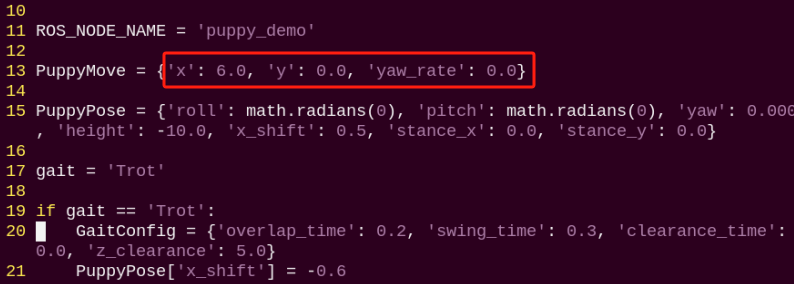 10
11 ROS_NODE_NAME = 'puppy_demo'
12
13 PuppyMove = {'x': 6.0, 'y': 0.0, 'yaw_rate': 0.0}
14
15 PuppyPose = {'roll': math.radians(0), 'pitch': math.radians(0), 'yaw': 0.000
, 'height': -10.0, 'x_shift': 0.5, 'stance_x': 0.0, 'stance_y': 0.0}
16
17 gait = 'Trot'
18
19 if gait == 'Trot':
20     GaitConfig = {'overlap_time': 0.2, 'swing_time': 0.3, 'clearance_time':
0.0, 'z_clearance': 5.0}
21     PuppyPose['x_shift'] = -0.6